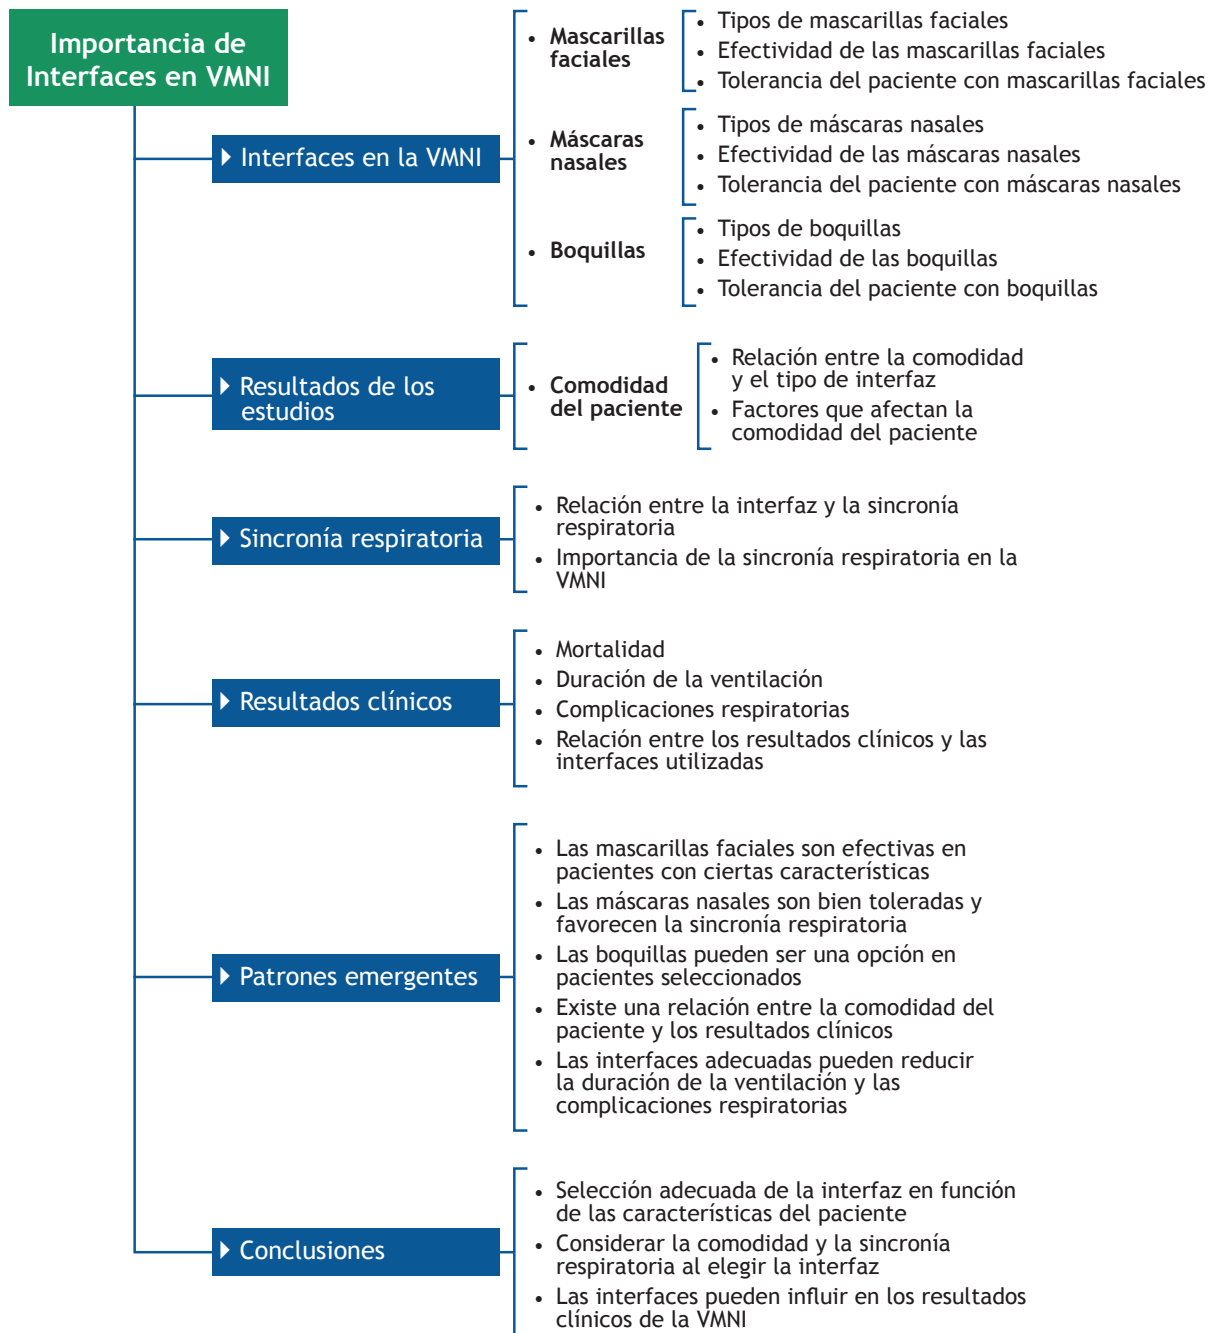 Importancia de
Interfaces en VMNI
Interfaces en la VMNI
Mascarillas
faciales
Tipos de mascarillas faciales
Efectividad de las mascarillas faciales
Tolerancia del paciente con mascarillas faciales
Máscaras
nasales
Tipos de máscaras nasales
Efectividad de las máscaras nasales
Tolerancia del paciente con máscaras nasales
Boquillas
Tipos de boquillas
Efectividad de las boquillas
Tolerancia del paciente con boquillas
Resultados de los
estudios
Comodidad
del paciente
Relación entre la comodidad
y el tipo de interfaz
Factores que afectan la
comodidad del paciente
Sincronía respiratoria
Relación entre la interfaz y la sincronía
respiratoria
Importancia de la sincronía respiratoria en la
VMNI
Resultados clínicos
Mortalidad
Duración de la ventilación
Complicaciones respiratorias
Relación entre los resultados clínicos y las
interfaces utilizadas
Patrones emergentes
Las mascarillas faciales son efectivas en
pacientes con ciertas características
Las máscaras nasales son bien toleradas y
favorecen la sincronía respiratoria
Las boquillas pueden ser una opción en
pacientes seleccionados
Existe una relación entre la comodidad del
paciente y los resultados clínicos
Las interfaces adecuadas pueden reducir
la duración de la ventilación y las
complicaciones respiratorias
Conclusiones
Selección adecuada de la interfaz en función
de las características del paciente
Considerar la comodidad y la sincronía
respiratoria al elegir la interfaz
Las interfaces pueden influir en los resultados
clínicos de la VMNI